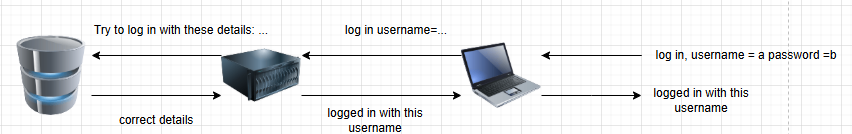 Try to log in with these details: ...
log in username=...
log in, username = a password =b
correct details
logged in with this
username
logged in with this
username